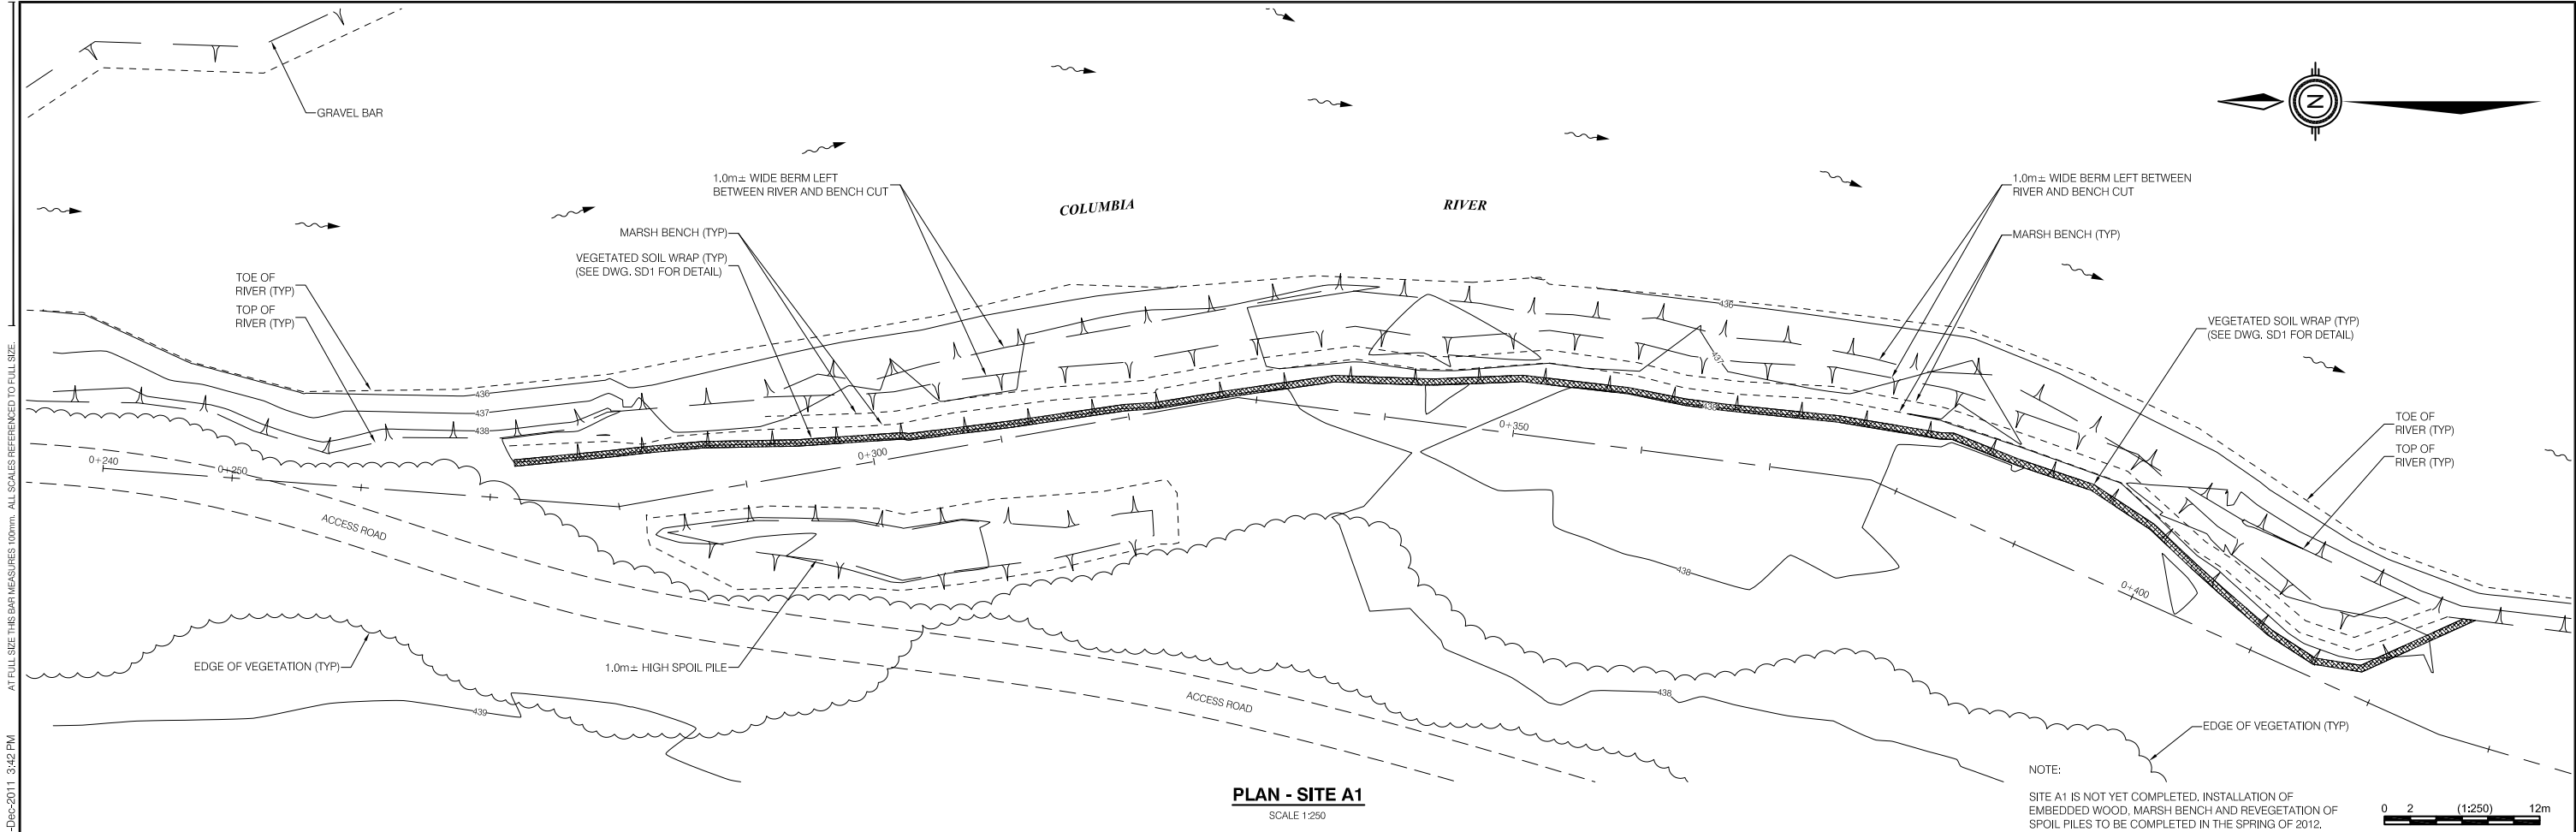 GRAVEL BAR
N
1.0m± WIDE BERM LEFT
BETWEEN RIVER AND BENCH CUT
COLUMBIA
RIVER
1.0m± WIDE BERM LEFT BETWEEN
RIVER AND BENCH CUT
MARSH BENCH (TYP)
MARSH BENCH (TYP)
VEGETATED SOIL WRAP (TYP)
(SEE DWG. SD1 FOR DETAIL)
TOE OF
RIVER (TYP)
TOP OF
RIVER (TYP)
436
VEGETATED SOIL WRAP (TYP)
(SEE DWG. SD1 FOR DETAIL)
437
436
437
438
438
TOE OF
RIVER (TYP)
TOP OF
RIVER (TYP)
0+240
0+250
0+300
0+350
0+400
ACCESS ROAD
438
EDGE OF VEGETATION (TYP)
1.0m± HIGH SPOIL PILE
439
438
ACCESS ROAD
EDGE OF VEGETATION (TYP)
PLAN - SITE A1
SCALE 1:250
NOTE:
SITE A1 IS NOT YET COMPLETED. INSTALLATION OF
EMBEDDED WOOD, MARSH BENCH AND REVEGETATION OF
SPOIL PILES TO BE COMPLETED IN THE SPRING OF 2012.
0 2 (1:250) 12m
-Dec-2011 3:42 PM
AT FULL SIZE THIS BAR MEASURES 100mm. ALL SCALES REFERENCED TO FULL SIZE.